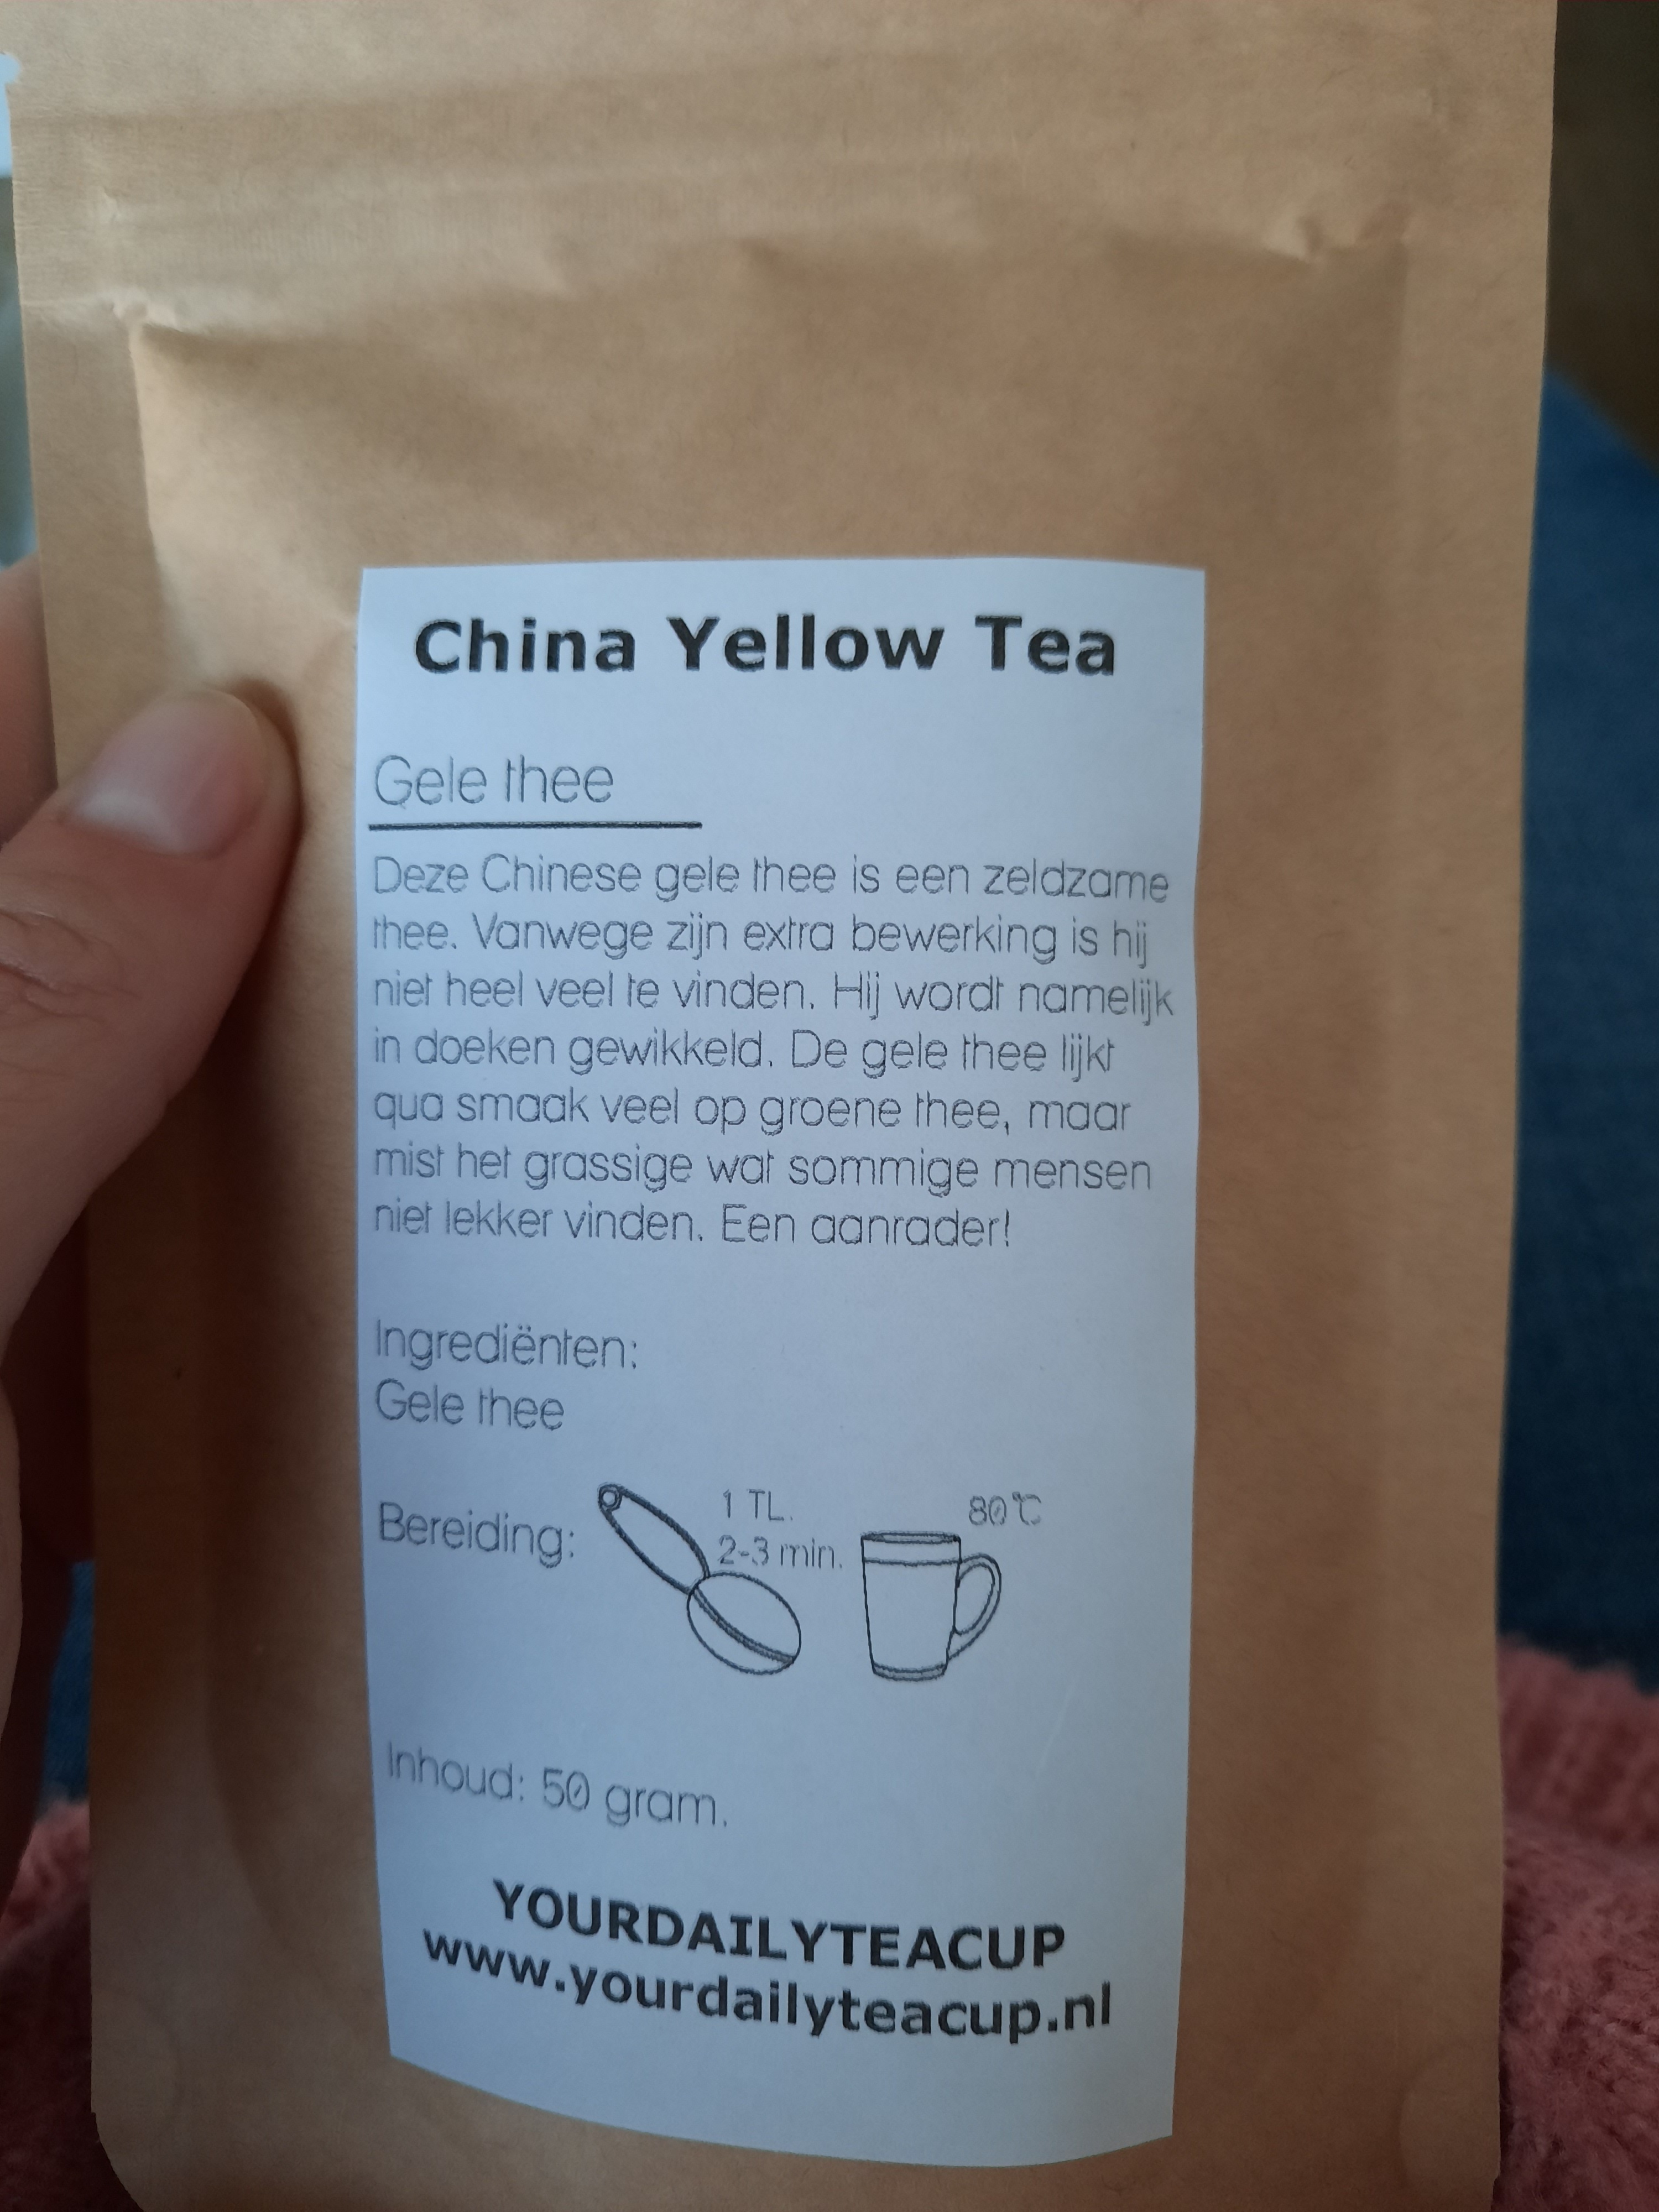 China Yellow Tea
Gele thee
Deze Chinese gele thee is een zeldzame
thee. Vanwege zijn extra bewerking is hij
niet heel veel te vinden. Hij wordt namelijk
in doeken gewikkeld. De gele thee lijkt
qua smaak veel op groene thee, maar
mist het grassige wat sommige mensen
niet lekker vinden. Een aanrader!
Ingrediënten:
Gele thee
Bereiding:
1 TL.
2-3 min.
80℃
Inhoud: 50 gram.
YOURDAILYTEACUP
www.yourdailyteacup.nl